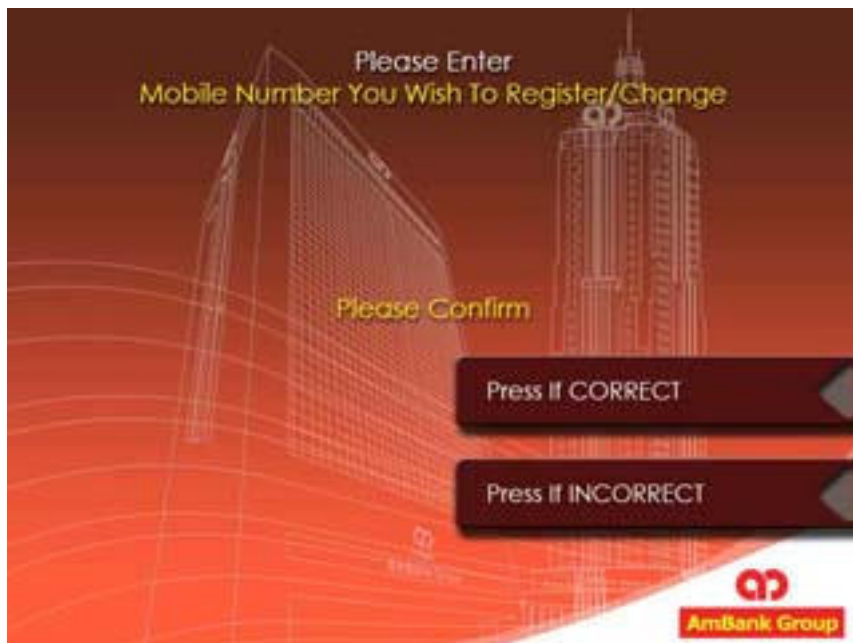 Please Enter
Mobile Number You Wish To Register/Change
Please Confirm
Press If CORRECT
Press If INCORRECT
AmBank Group